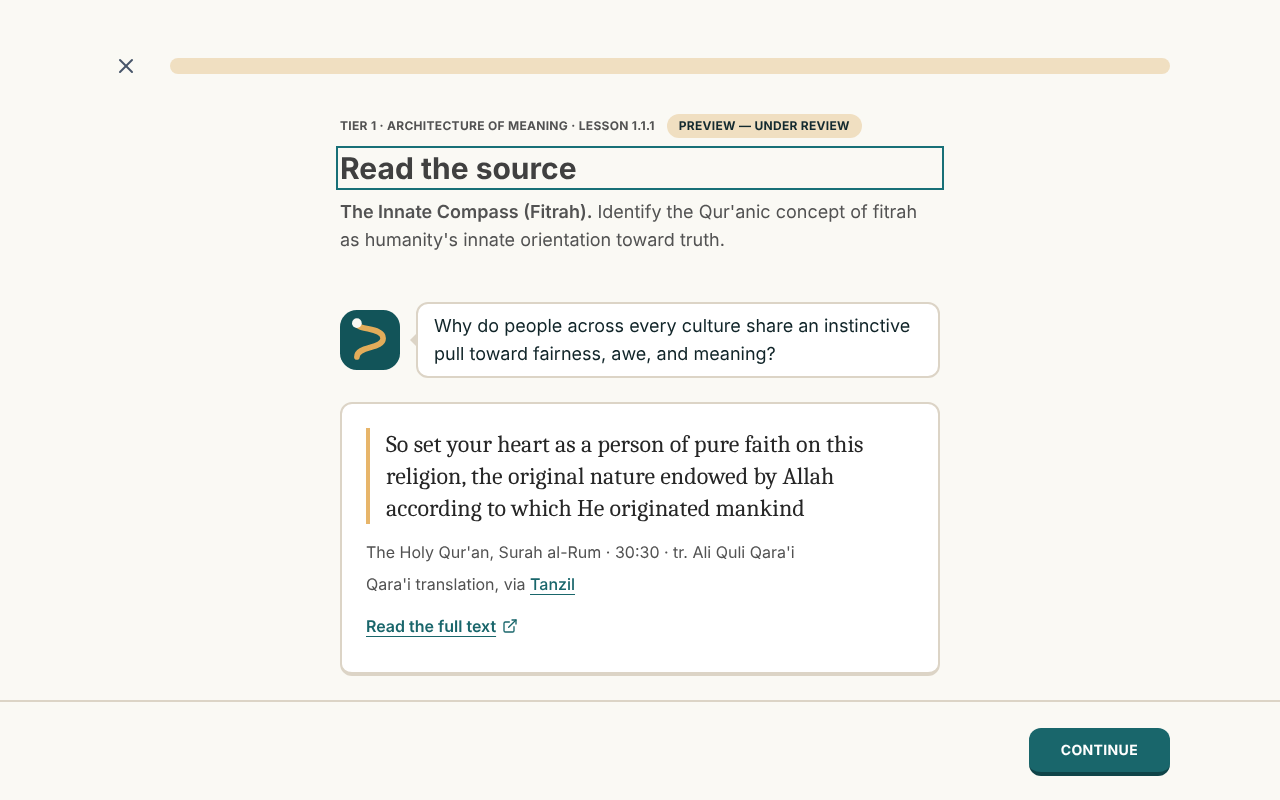 TIER 1 · ARCHITECTURE OF MEANING · LESSON 1.1.1 PREVIEW — UNDER REVIEW
Read the source
The Innate Compass (Fitrah). Identify the Qur'anic concept of fitrah
as humanity's innate orientation toward truth.
Why do people across every culture share an instinctive
pull toward fairness, awe, and meaning?
So set your heart as a person of pure faith on this
religion, the original nature endowed by Allah
according to which He originated mankind
The Holy Qur'an, Surah al-Rum · 30:30 · tr. Ali Quli Qara'i
Qara'i translation, via Tanzil
Read the full text
CONTINUE